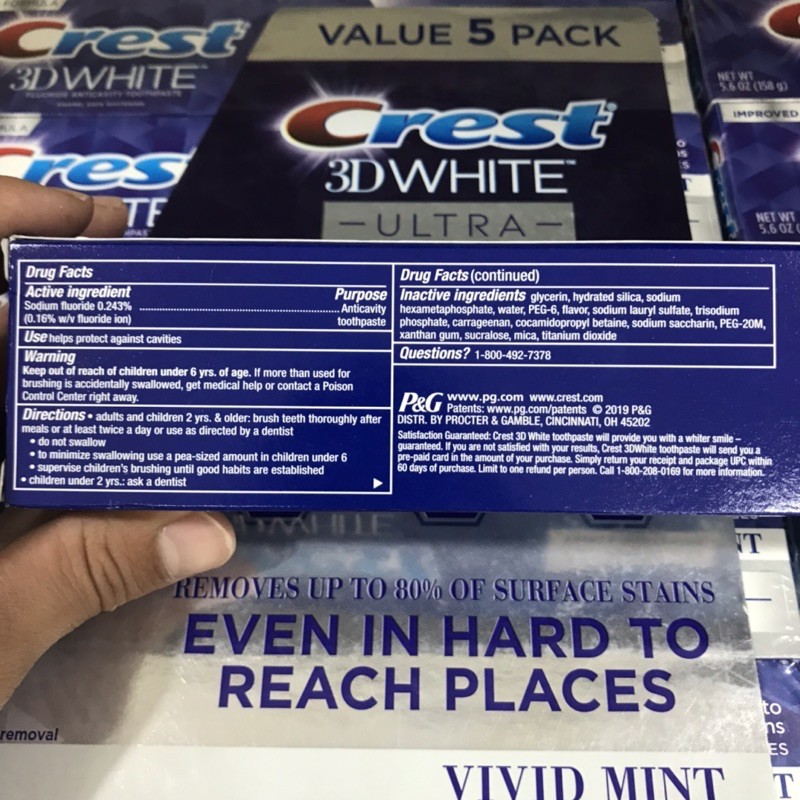 FORMULA
Crest
3D WHITE
FLUORIDE ANTICAVITY TOOTHPASTE
VALUE 5 PACK
Crest
3D WHITE™
— ULTRA —
NET WT
5.6 OZ (158 g)
IMPROVED
NET WT
5.6 OZ (
Drug Facts
Active ingredient Purpose
Sodium fluoride 0.243% ........ Anticavity
(0.16% w/v fluoride ion) toothpaste
Use helps protect against cavities
Warning
Keep out of reach of children under 6 yrs. of age. If more than used for
brushing is accidentally swallowed, get medical help or contact a Poison
Control Center right away.
Directions • adults and children 2 yrs. & older: brush teeth thoroughly after
meals or at least twice a day or use as directed by a dentist
• do not swallow
• to minimize swallowing use a pea-sized amount in children under 6
• supervise children's brushing until good habits are established
• children under 2 yrs.: ask a dentist
Drug Facts (continued)
Inactive ingredients glycerin, hydrated silica, sodium
hexametaphosphate, water, PEG-6, flavor, sodium lauryl sulfate, trisodium
phosphate, carrageenan, cocamidopropyl betaine, sodium saccharin, PEG-20M,
xanthan gum, sucralose, mica, titanium dioxide
Questions? 1-800-492-7378
P&G www.pg.com www.crest.com
Patents: www.pg.com/patents © 2019 P&G
DISTR. BY PROCTER & GAMBLE, CINCINNATI, OH 45202
Satisfaction Guaranteed: Crest 3D White toothpaste will provide you with a whiter smile –
guaranteed. If you are not satisfied with your results, Crest 3DWhite toothpaste will send you a
pre-paid card in the amount of your purchase. Simply return your receipt and package UPC within
60 days of purchase. Limit to one refund per person. Call 1-800-208-0169 for more information.
REMOVES UP TO 80% OF SURFACE STAINS
EVEN IN HARD TO
REACH PLACES
removal
VIVID MINT